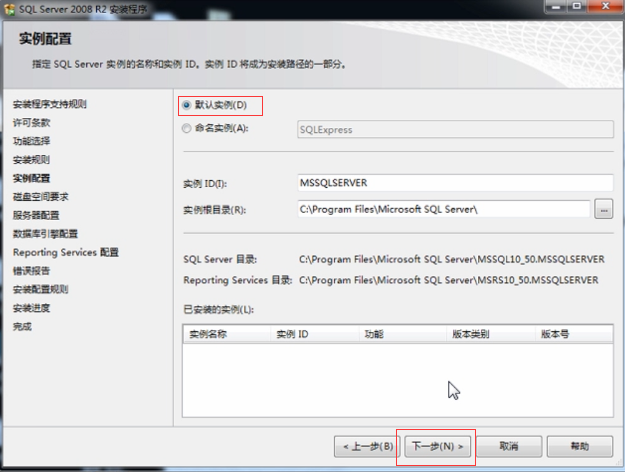 SQL Server 2008 R2 安装程序
实例配置
指定 SQL Server 实例的名称和实例 ID。实例 ID 将成为安装路径的一部分。
安装程序支持规则
许可条款
功能选择
安装规则
实例配置
磁盘空间要求
服务器配置
数据库引擎配置
Reporting Services 配置
错误报告
安装配置规则
安装进度
完成
默认实例(D)
命名实例(A): SQLExpress
实例 ID(I): MSSQLSERVER
实例根目录(R): C:\Program Files\Microsoft SQL Server\ ...
SQL Server 目录: C:\Program Files\Microsoft SQL Server\MSSQL10_50.MSSQLSERVER
Reporting Services 目录: C:\Program Files\Microsoft SQL Server\MSRS10_50.MSSQLSERVER
已安装的实例(L):
实例名称 实例 ID 功能 版本类别 版本号
< 上一步(B) 下一步(N) > 取消 帮助